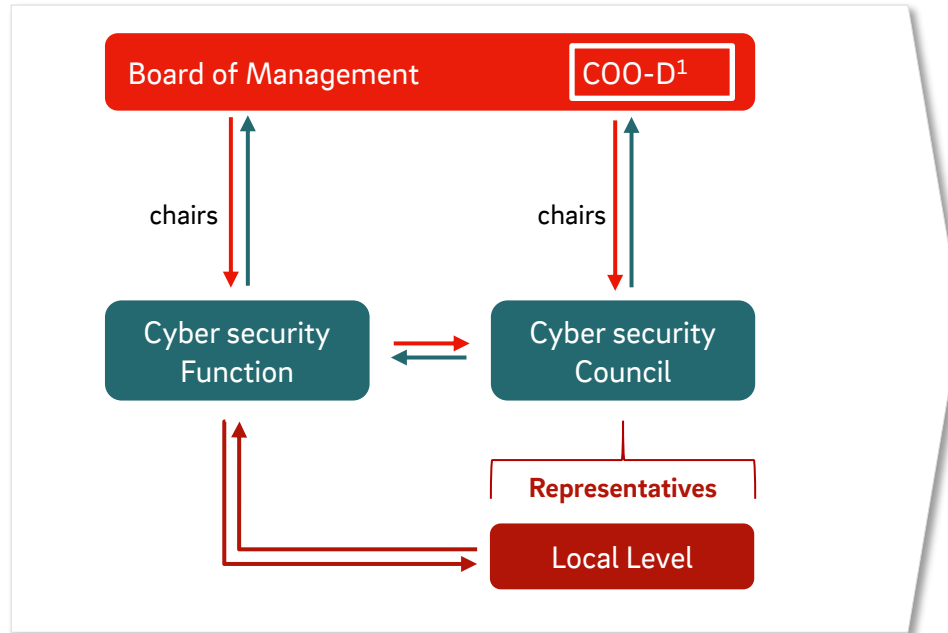 Board of Management
COO-D¹
chairs
chairs
Cyber security
Function
Cyber security
Council
Representatives
Local Level